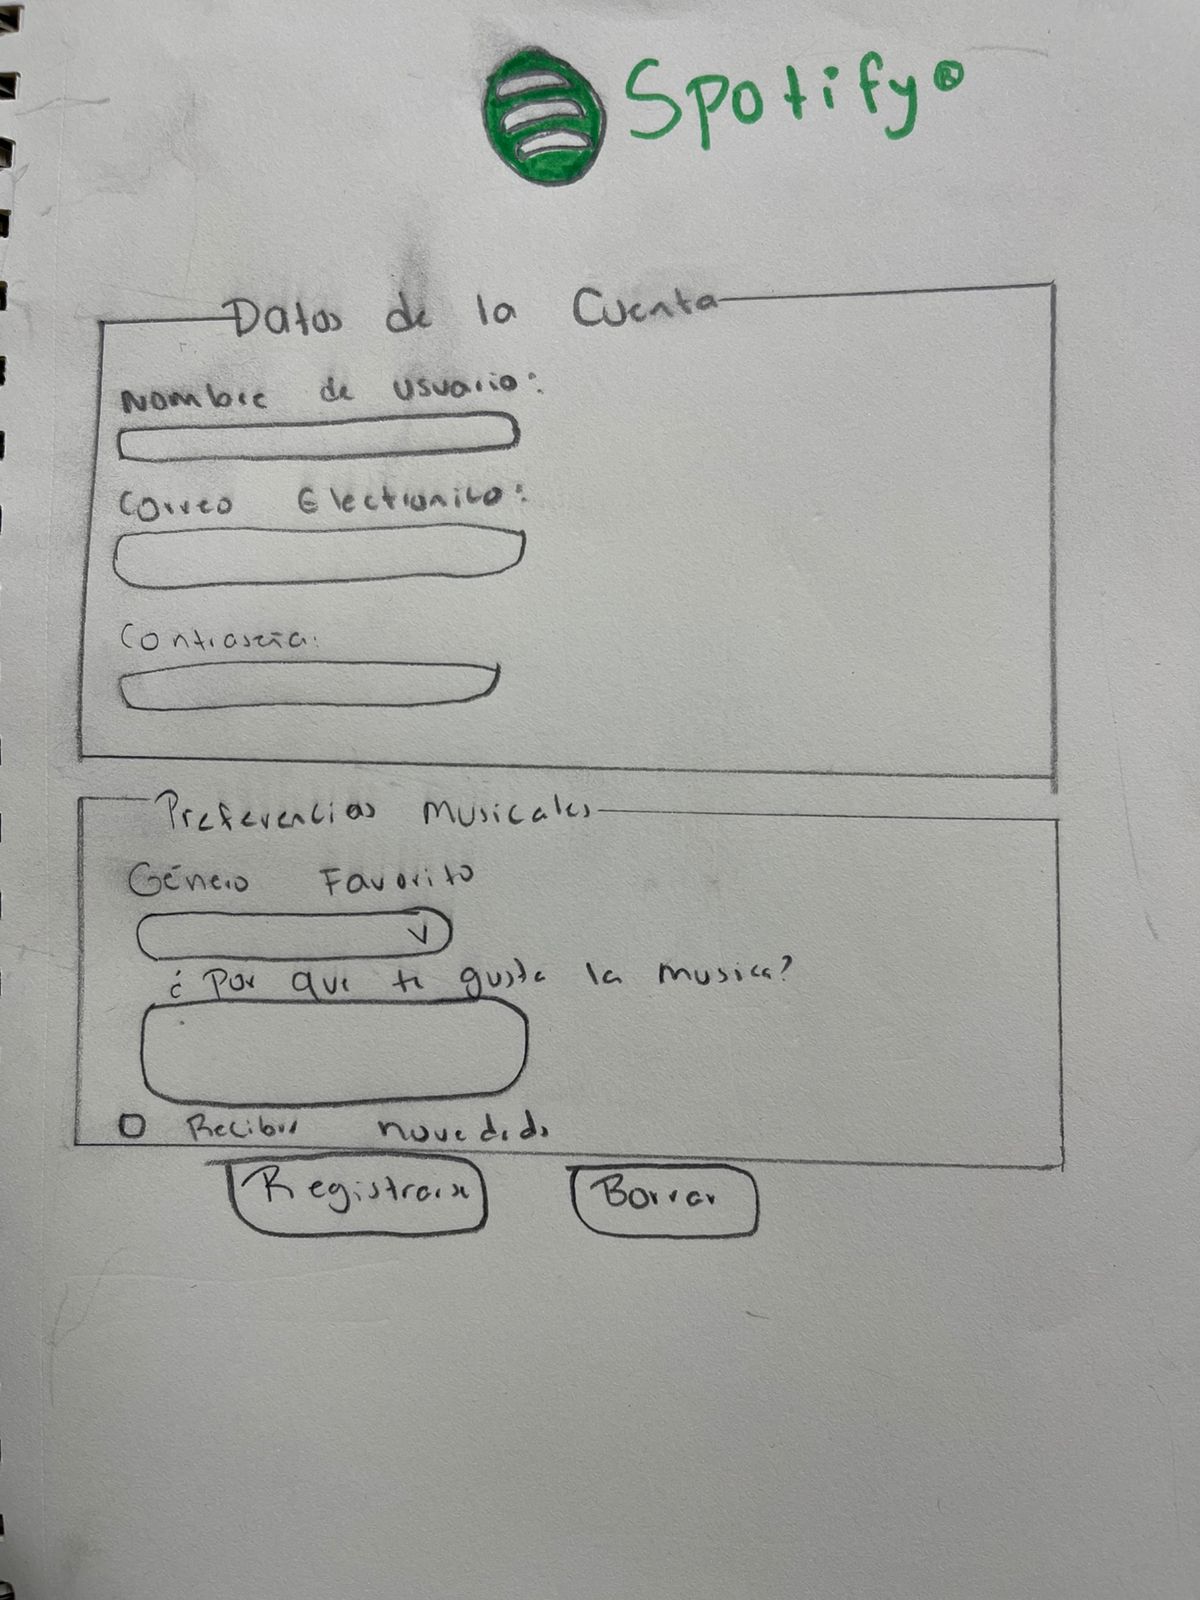 Spotify®
Datos de la Cuenta
Nombre de usuario:
Correo Electronico:
Contraseña:
Preferencias Musicales
Género Favorito
¿Por que te gusta la musica?
Recibir noveded
Registrarse
Borrar